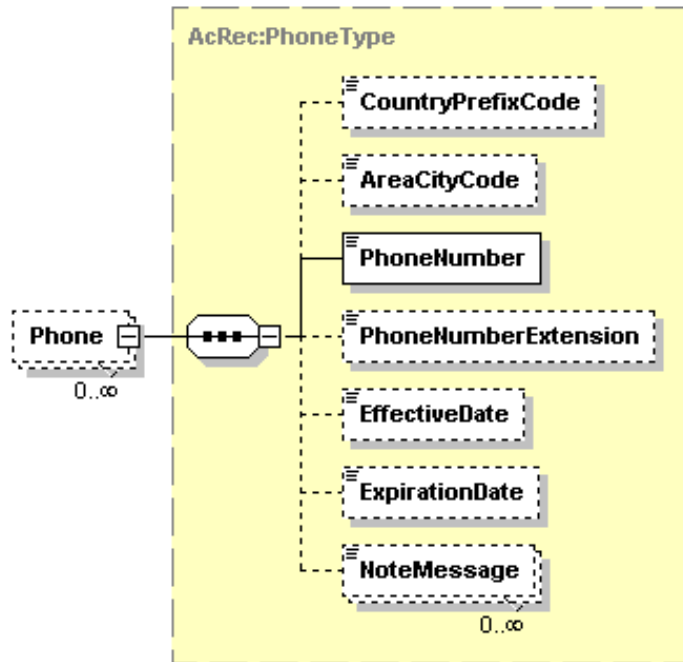 AcRec:PhoneType
CountryPrefixCode
AreaCityCode
PhoneNumber
Phone
0..∞
PhoneNumberExtension
EffectiveDate
ExpirationDate
NoteMessage
0..∞